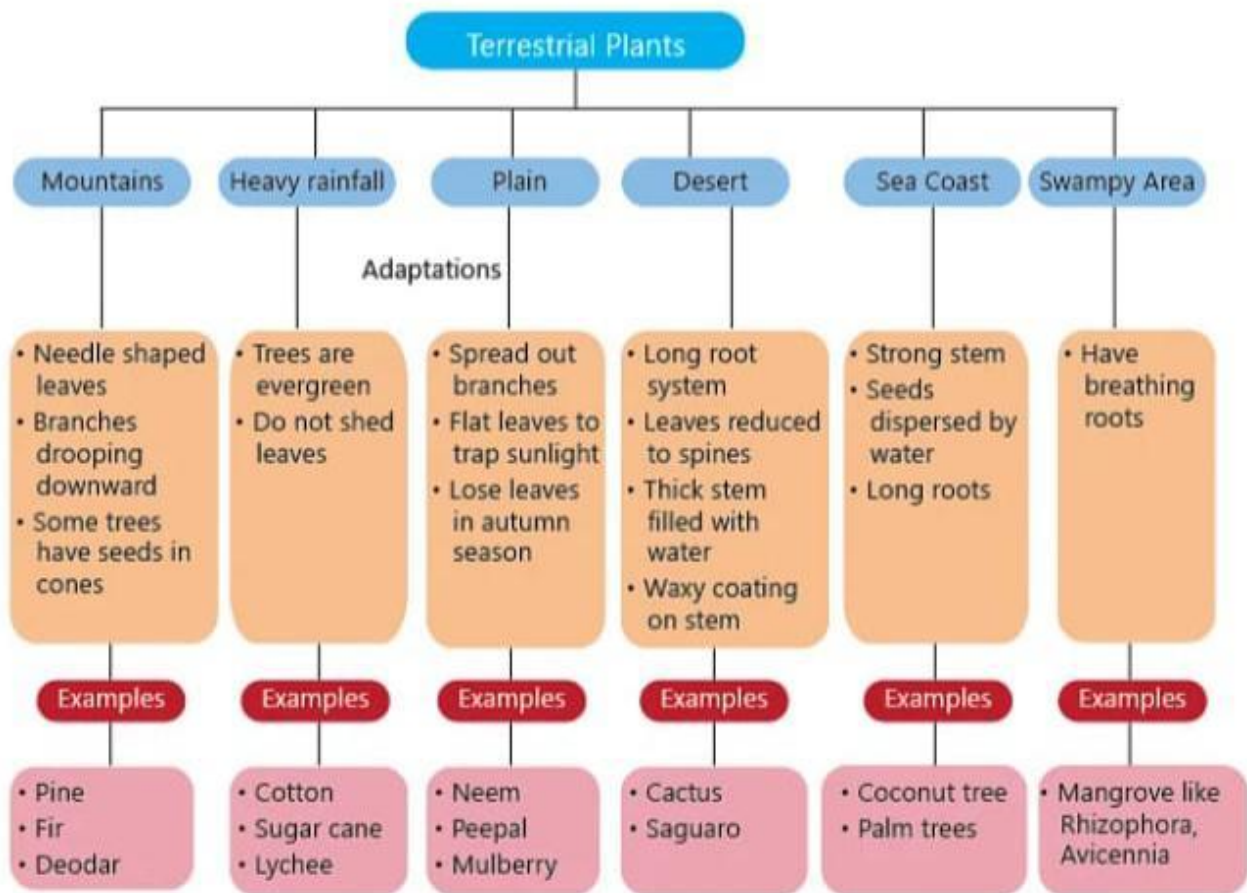 Terrestrial Plants
Mountains
Heavy rainfall
Plain
Desert
Sea Coast
Swampy Area
Adaptations
• Needle shaped
leaves
• Branches
drooping
downward
• Some trees
have seeds in
cones
• Trees are
evergreen
• Do not shed
leaves
• Spread out
branches
• Flat leaves to
trap sunlight
• Lose leaves
in autumn
season
• Long root
system
• Leaves reduced
to spines
• Thick stem
filled with
water
• Waxy coating
on stem
• Strong stem
• Seeds
dispersed by
water
• Long roots
• Have
breathing
roots
Examples
Examples
Examples
Examples
Examples
Examples
• Pine
• Fir
• Deodar
• Cotton
• Sugar cane
• Lychee
• Neem
• Peepal
• Mulberry
• Cactus
• Saguaro
• Coconut tree
• Palm trees
• Mangrove like
Rhizophora,
Avicennia